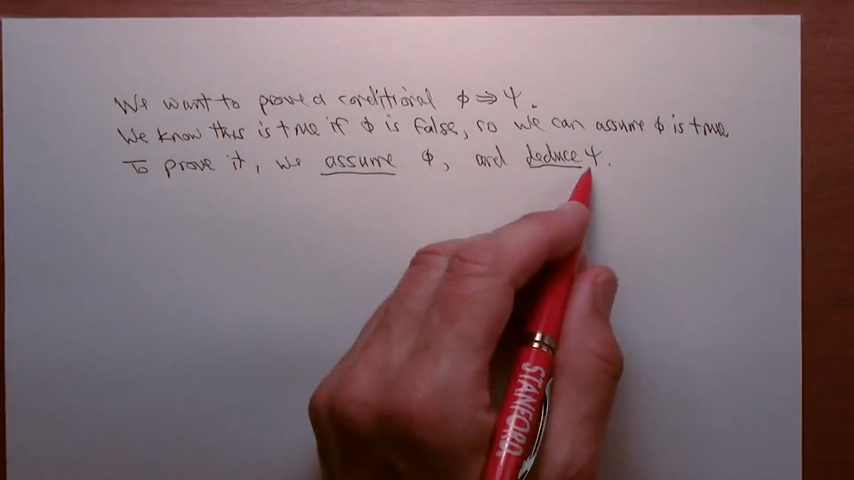 We want to prove a conditional ϕ ⇒ ψ.
We know this is true if ϕ is false, so we can assume ϕ is true
To prove it, we assume ϕ, and deduce ψ.
STANFORD